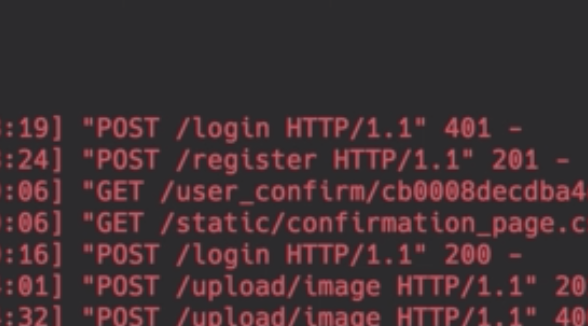 :19] "POST /login HTTP/1.1" 401 -
:24] "POST /register HTTP/1.1" 201 -
:06] "GET /user_confirm/cb0008decdba4
:06] "GET /static/confirmation_page.c
:16] "POST /login HTTP/1.1" 200 -
:01] "POST /upload/image HTTP/1.1" 20
:32] "POST /upload/image HTTP/1.1" 40